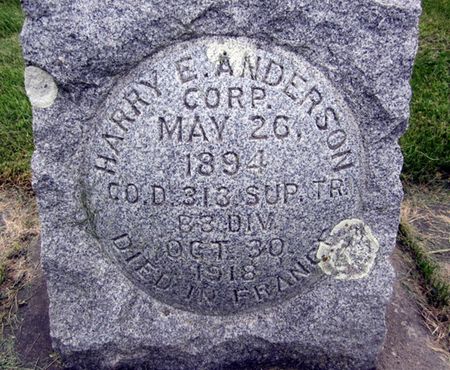 HARRY E. ANDERSON
CORP.
MAY 26,
1894
CO. D. 313. SUP. TR.
88 DIV.
OCT. 30
1918
DIED IN FRANCE